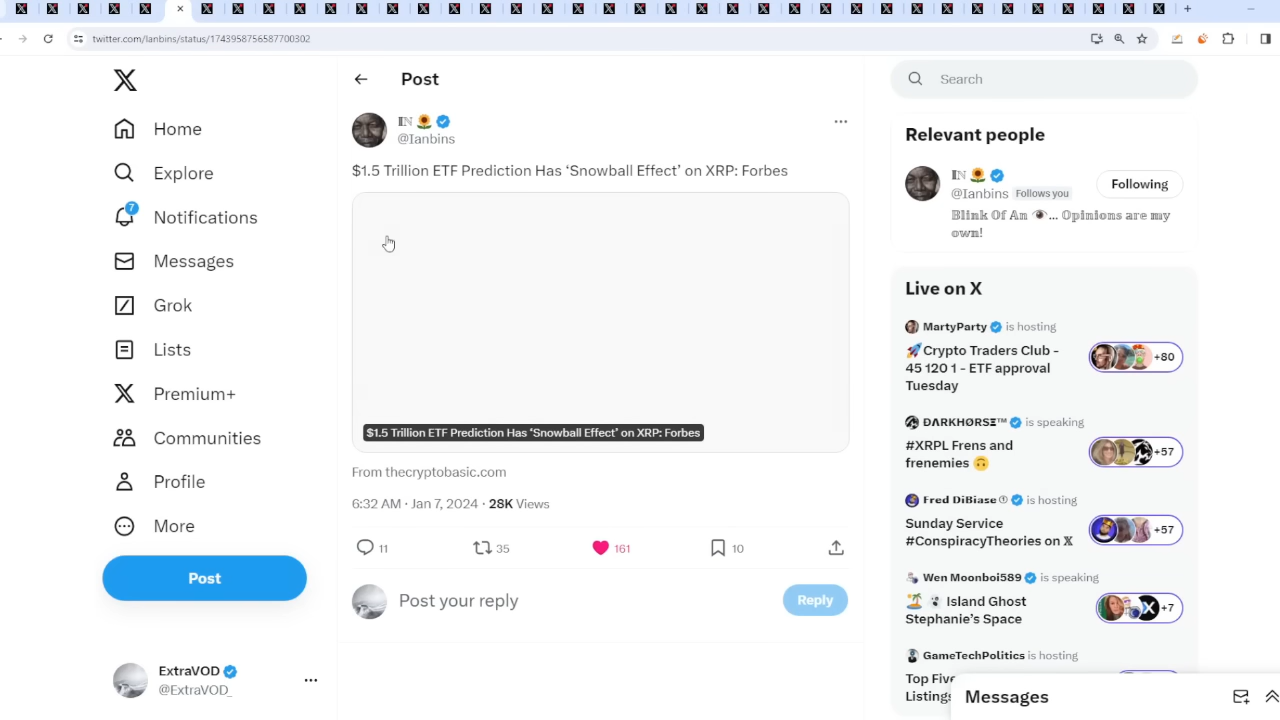 twitter.com/Ianbins/status/1743958756587700302
Home
Explore
7
Notifications
Messages
Grok
Lists
Premium+
Communities
Profile
More
Post
ExtraVOD
@ExtraVOD_
Post
𝕀ℕ 🌻
@Ianbins
$1.5 Trillion ETF Prediction Has ‘Snowball Effect’ on XRP: Forbes
$1.5 Trillion ETF Prediction Has ‘Snowball Effect’ on XRP: Forbes
From thecryptobasic.com
6:32 AM · Jan 7, 2024 · 28K Views
11 35 161 10
Post your reply
Reply
Search
Relevant people
𝕀ℕ 🌻
@Ianbins Follows you
Following
𝔹𝕝𝕚𝕟𝕜 𝕆𝕗 𝔸𝕟 👁️... 𝕆𝕡𝕚𝕟𝕚𝕠𝕟𝕤 𝕒𝕣𝕖 𝕞𝕪
𝕠𝕨𝕟!
Live on X
MartyParty is hosting
🚀Crypto Traders Club -
45 120 1 - ETF approval
Tuesday
+80
ÐΛRKHØRSΞ™ is speaking
#XRPL Frens and
frenemies 🙃
+57
Fred DiBiase is hosting
Sunday Service
#ConspiracyTheories on 𝕏
+57
Wen Moonboi589 is speaking
🏝️ 👻 Island Ghost
Stephanie’s Space
+7
GameTechPolitics is hosting
Top Five
Listings
Messages